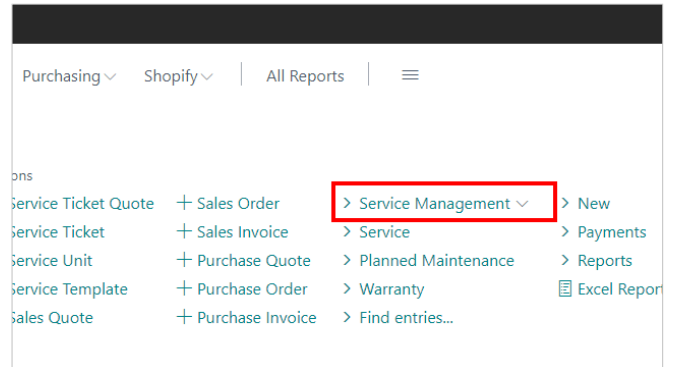 Purchasing Shopify All Reports
ons
Service Ticket Quote + Sales Order > Service Management > New
Service Ticket + Sales Invoice > Service > Payments
Service Unit + Purchase Quote > Planned Maintenance > Reports
Service Template + Purchase Order > Warranty Excel Repor
Sales Quote + Purchase Invoice > Find entries...